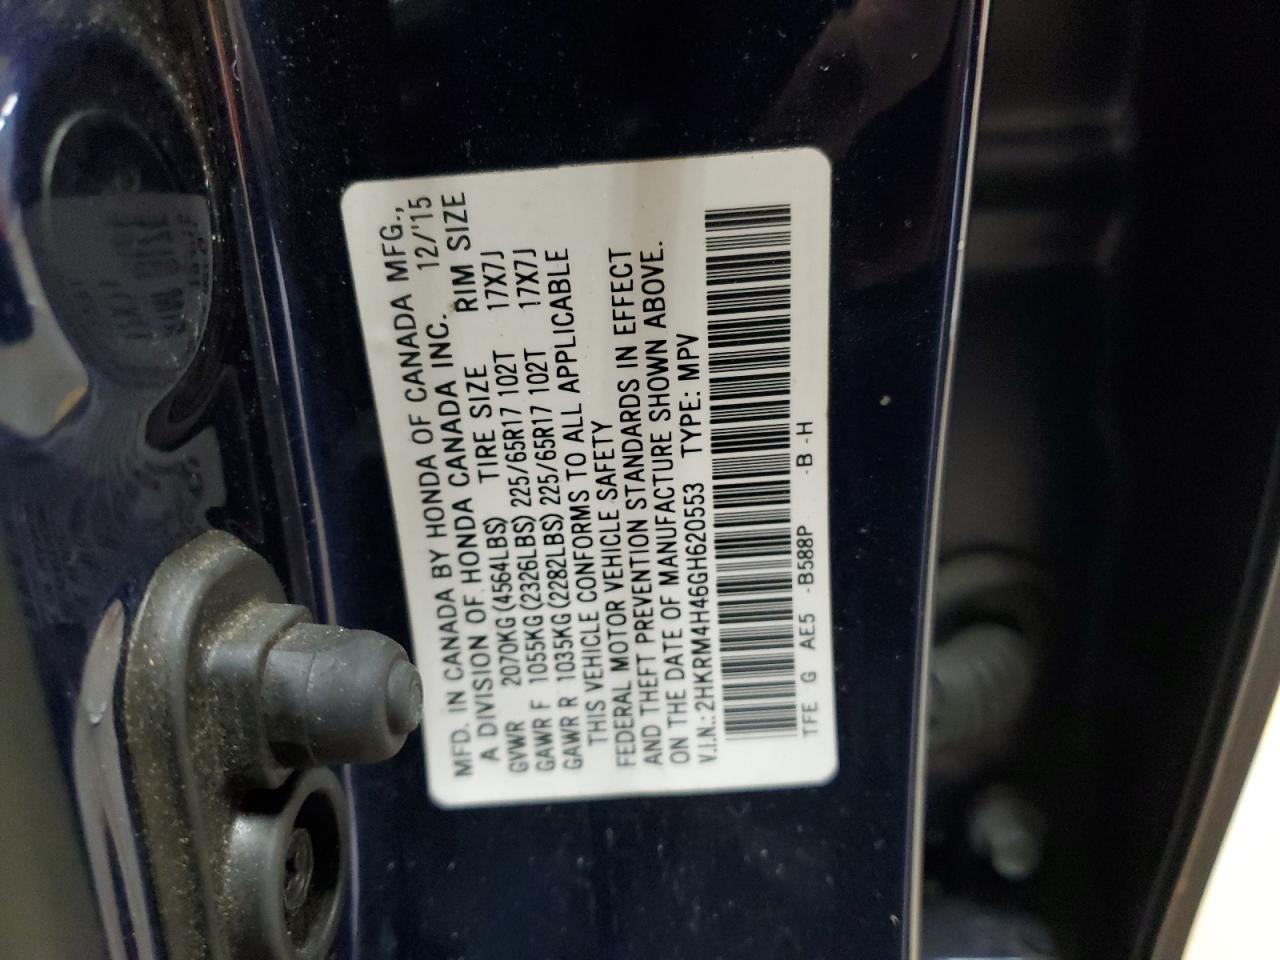 MFD. IN CANADA BY HONDA OF CANADA MFG.,
A DIVISION OF HONDA CANADA INC. 12/'15
GVWR 2070KG(4564LBS) TIRE SIZE RIM SIZE
GAWR F 1055KG(2326LBS) 225/65R17 102T 17X7J
GAWR R 1035KG(2282LBS) 225/65R17 102T 17X7J
THIS VEHICLE CONFORMS TO ALL APPLICABLE
FEDERAL MOTOR VEHICLE SAFETY
AND THEFT PREVENTION STANDARDS IN EFFECT
ON THE DATE OF MANUFACTURE SHOWN ABOVE.
V.I.N.:2HKRM4H46GH620553 TYPE: MPV
TFE G AE5 -B588P -B -H